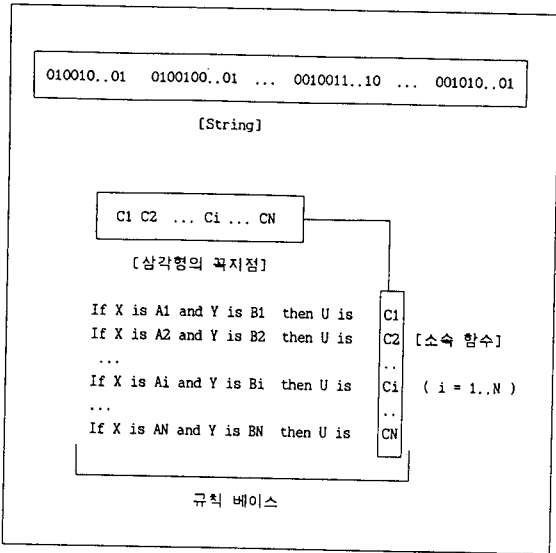 010010..01 0100100..01 ... 0010011..10 ... 001010..01
[String]
C1 C2 ... Ci ... CN
[삼각형의 꼭지점]
If X is A1 and Y is B1 then U is C1
If X is A2 and Y is B2 then U is C2 [소속 함수]
... ..
If X is Ai and Y is Bi then U is Ci ( i = 1..N )
... ..
If X is AN and Y is BN then U is CN
규칙 베이스